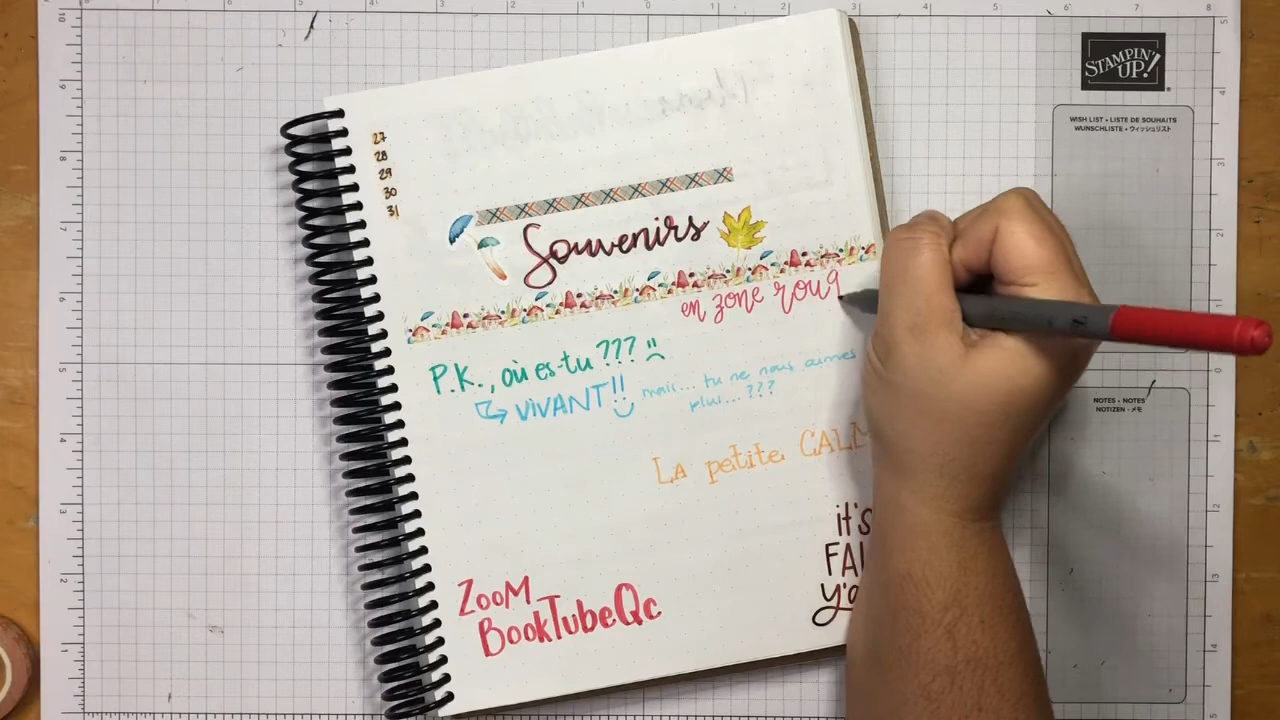 STAMPIN' UP!
WISH LIST • LISTE DE SOUHAITS
WUNSCHLISTE • ウィッシュリスト
27
28
29
30
31
Souvenirs
en zone roug
P.K., où es-tu ??? :(
VIVANT!! :) mais... tu ne nous aimes
plus...???
La petite CALM
it's
FAL
y'a
ZooM
BookTubeQc
NOTES • NOTES
NOTIZEN • メモ